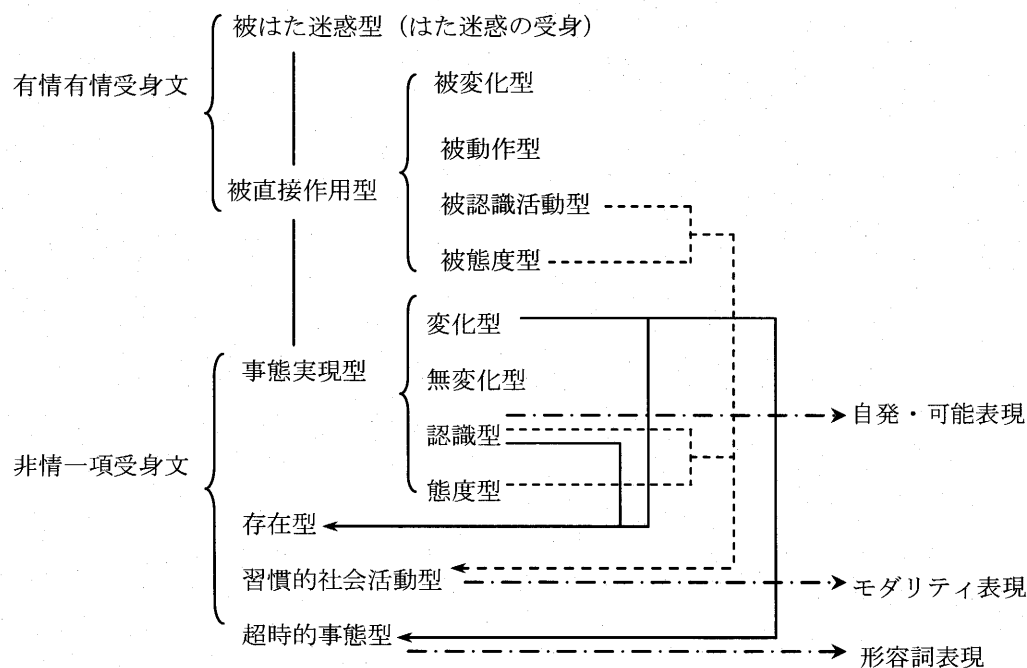 被はた迷惑型（はた迷惑の受身）
有情有情受身文
被変化型
被動作型
被直接作用型
被認識活動型
被態度型
変化型
事態実現型
無変化型
自発・可能表現
認識型
非情一項受身文
態度型
存在型
習慣的社会活動型
モダリティ表現
超時的事態型
形容詞表現